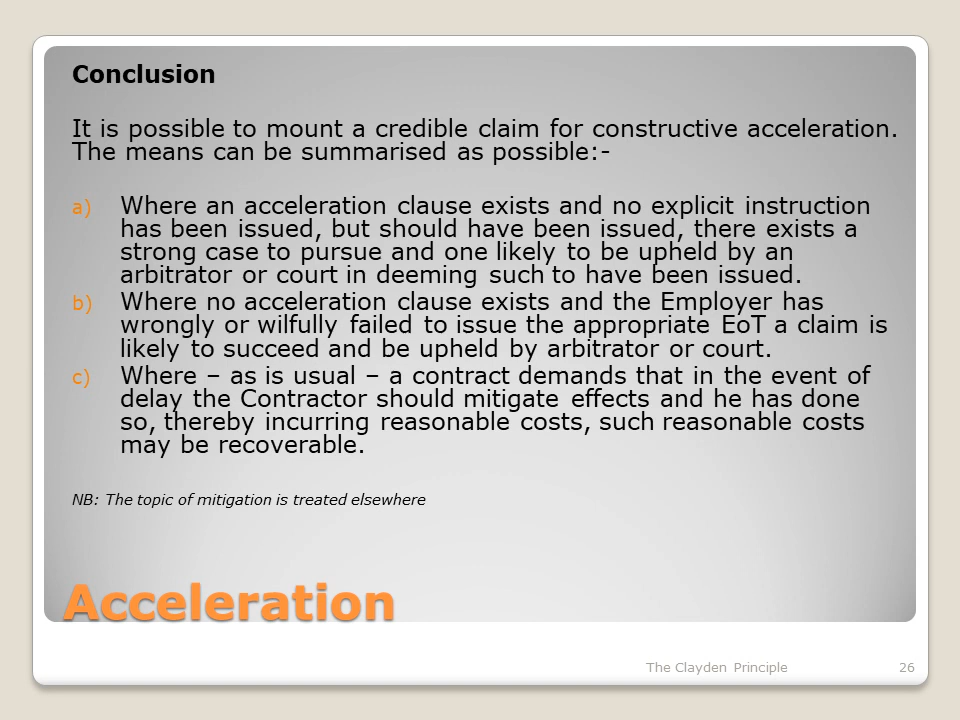 Conclusion
It is possible to mount a credible claim for constructive acceleration.
The means can be summarised as possible:-
a) Where an acceleration clause exists and no explicit instruction
has been issued, but should have been issued, there exists a
strong case to pursue and one likely to be upheld by an
arbitrator or court in deeming such to have been issued.
b) Where no acceleration clause exists and the Employer has
wrongly or wilfully failed to issue the appropriate EoT a claim is
likely to succeed and be upheld by arbitrator or court.
c) Where – as is usual – a contract demands that in the event of
delay the Contractor should mitigate effects and he has done
so, thereby incurring reasonable costs, such reasonable costs
may be recoverable.
NB: The topic of mitigation is treated elsewhere
Acceleration
The Clayden Principle 26